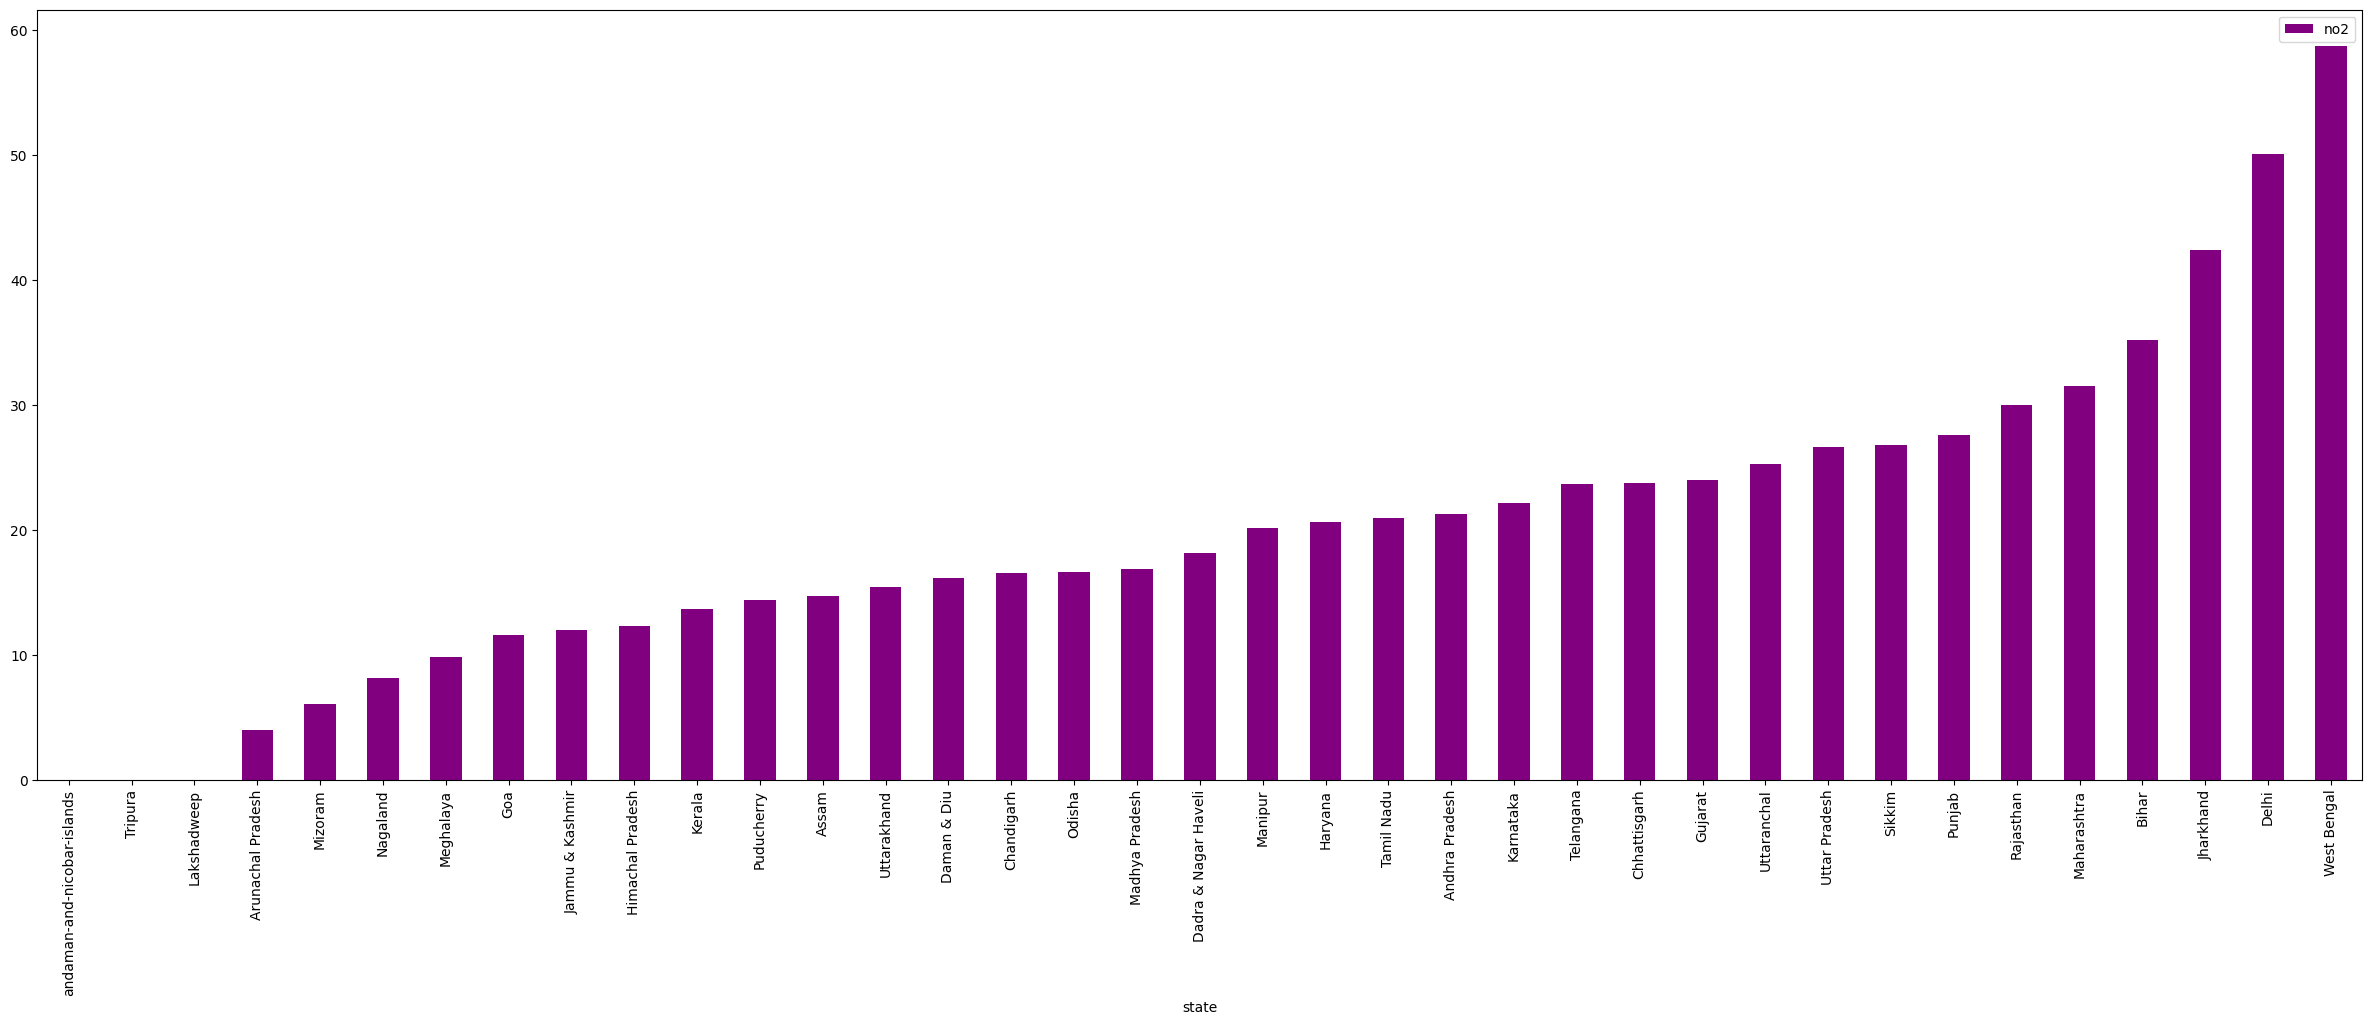 no2
60
50
40
30
20
10
0
andaman-and-nicobar-islands
Tripura
Lakshadweep
Arunachal Pradesh
Mizoram
Nagaland
Meghalaya
Goa
Jammu & Kashmir
Himachal Pradesh
Kerala
Puducherry
Assam
Uttarakhand
Daman & Diu
Chandigarh
Odisha
Madhya Pradesh
Dadra & Nagar Haveli
Manipur
Haryana
Tamil Nadu
Andhra Pradesh
Karnataka
Telangana
Chhattisgarh
Gujarat
Uttaranchal
Uttar Pradesh
Sikkim
Punjab
Rajasthan
Maharashtra
Bihar
Jharkhand
Delhi
West Bengal
state